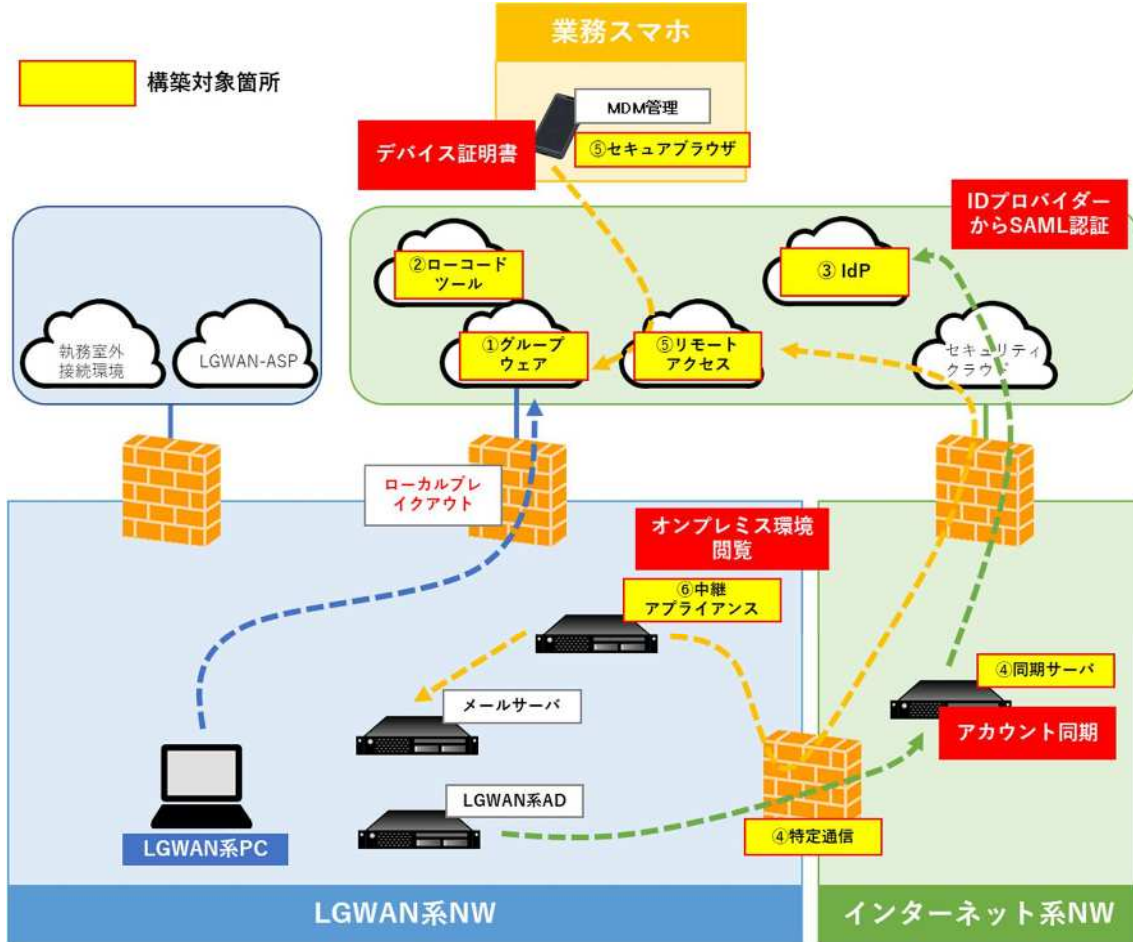 業務スマホ
構築対象箇所
MDM管理
⑤セキュアブラウザ
デバイス証明書
IDプロバイダー
からSAML認証
②ローコード
ツール
③ IdP
執務室外
接続環境
LGWAN-ASP
①グループ
ウェア
⑤リモート
アクセス
セキュリティ
クラウド
ローカルブレ
イクアウト
オンプレミス環境
閲覧
⑥中継
アプライアンス
④同期サーバ
アカウント同期
メールサーバ
LGWAN系AD
LGWAN系PC
④特定通信
LGWAN系NW
インターネット系NW